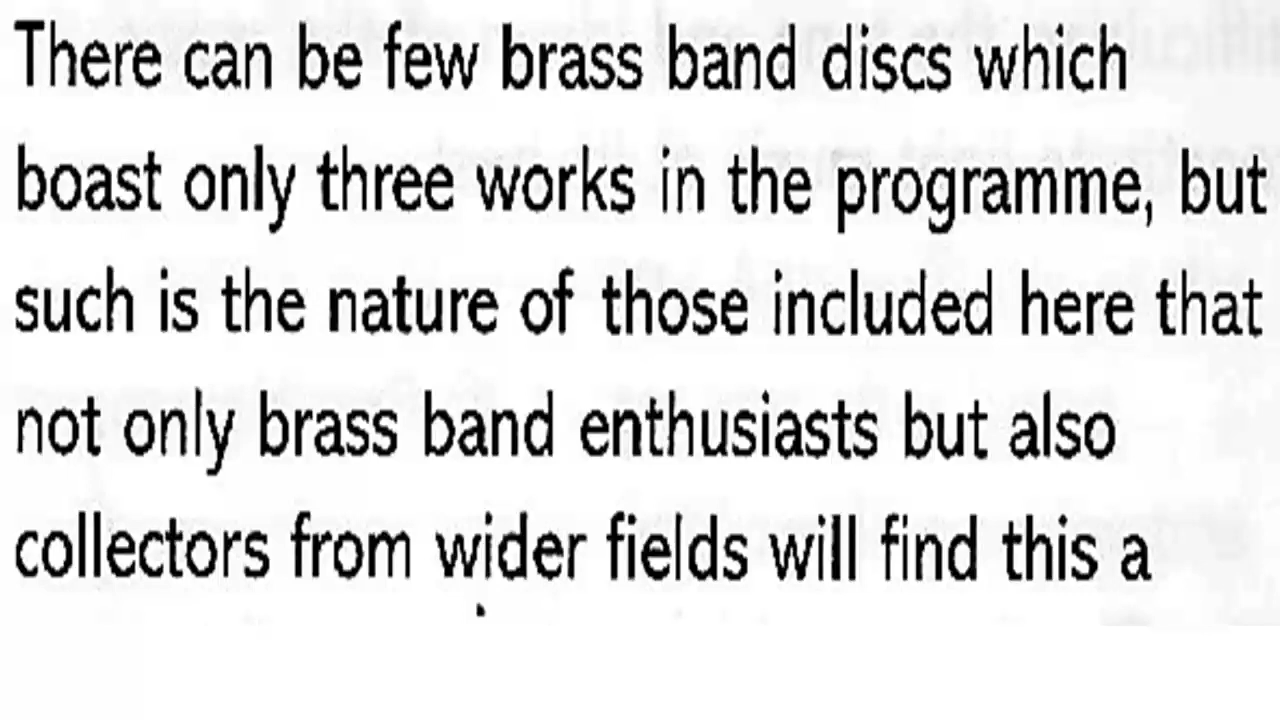 There can be few brass band discs which
boast only three works in the programme, but
such is the nature of those included here that
not only brass band enthusiasts but also
collectors from wider fields will find this a